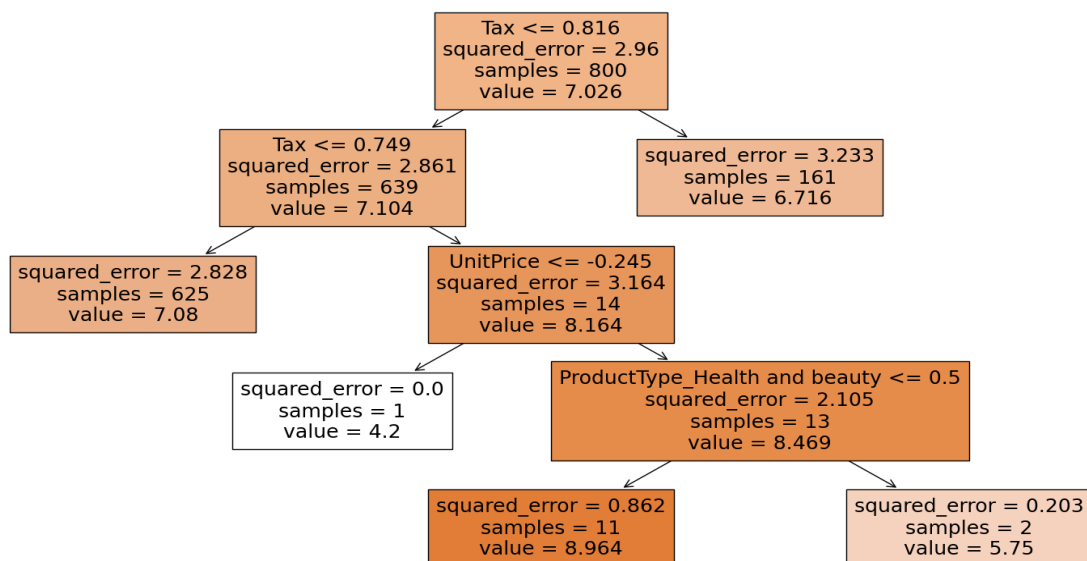 Tax <= 0.816
squared_error = 2.96
samples = 800
value = 7.026
Tax <= 0.749
squared_error = 2.861
samples = 639
value = 7.104
squared_error = 3.233
samples = 161
value = 6.716
squared_error = 2.828
samples = 625
value = 7.08
UnitPrice <= -0.245
squared_error = 3.164
samples = 14
value = 8.164
squared_error = 0.0
samples = 1
value = 4.2
ProductType_Health and beauty <= 0.5
squared_error = 2.105
samples = 13
value = 8.469
squared_error = 0.862
samples = 11
value = 8.964
squared_error = 0.203
samples = 2
value = 5.75